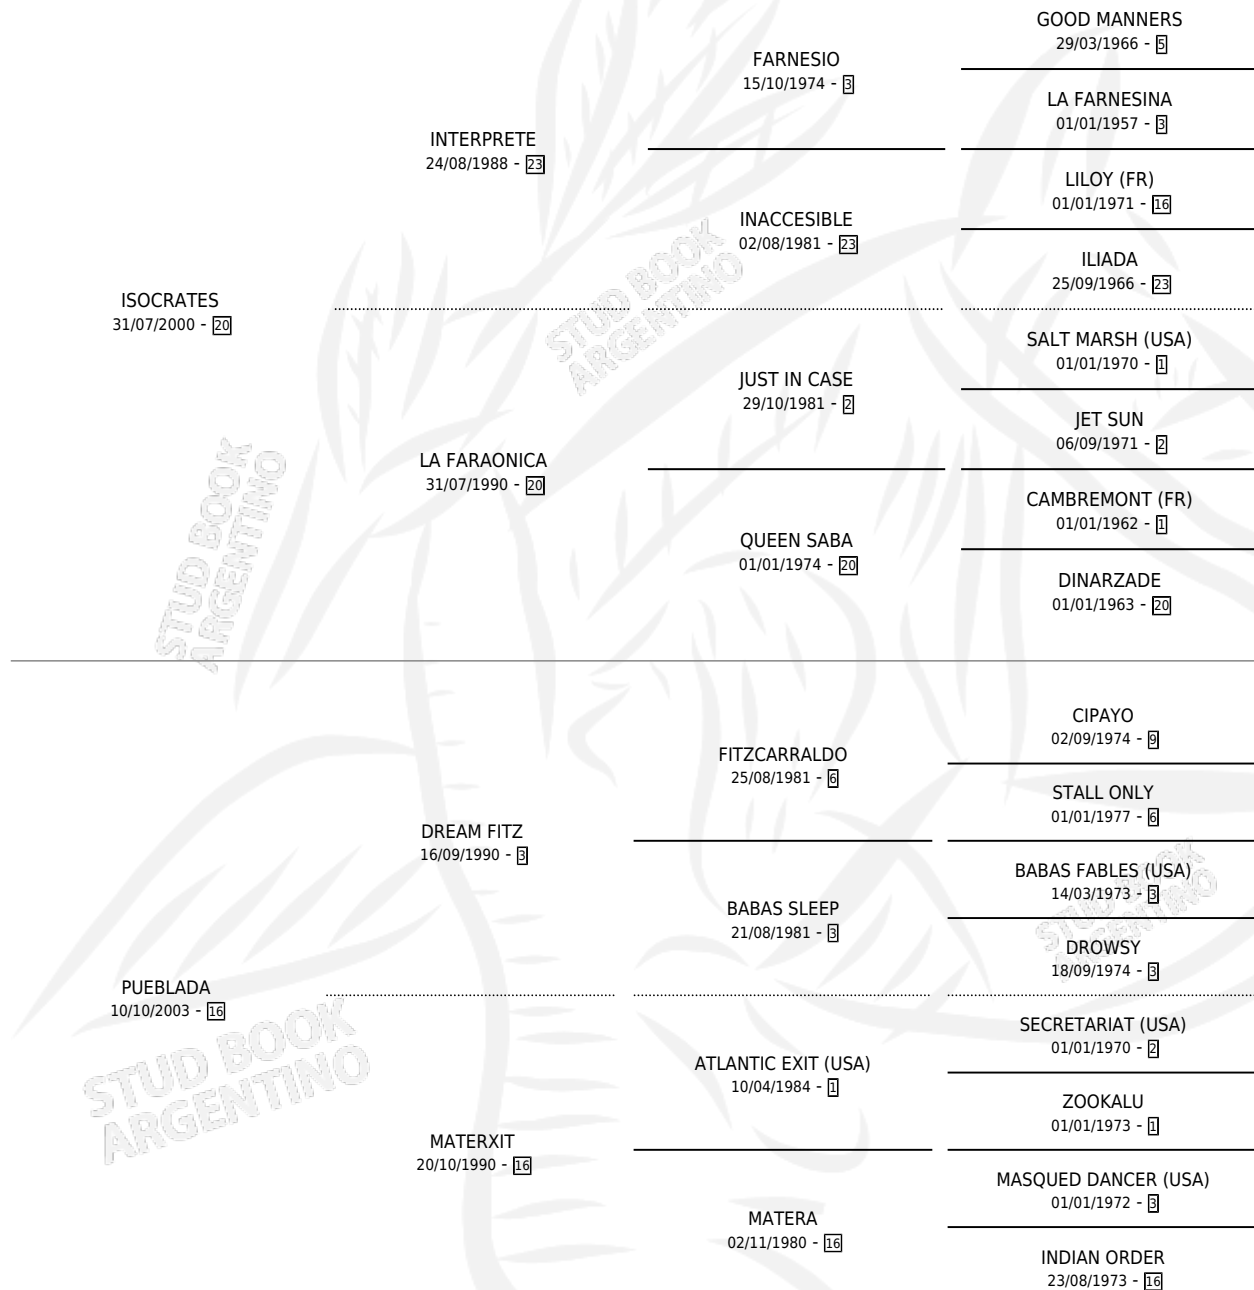 GOOD MANNERS
29/03/1966 - 5
FARNESIO
15/10/1974 - 3
LA FARNESINA
01/01/1957 - 3
INTERPRETE
24/08/1988 - 23
LILOY (FR)
01/01/1971 - 16
INACCESIBLE
02/08/1981 - 23
ILIADA
25/09/1966 - 23
ISOCRATES
31/07/2000 - 20
SALT MARSH (USA)
01/01/1970 - 1
JUST IN CASE
29/10/1981 - 2
JET SUN
06/09/1971 - 2
LA FARAONICA
31/07/1990 - 20
CAMBREMONT (FR)
01/01/1962 - 1
QUEEN SABA
01/01/1974 - 20
DINARZADE
01/01/1963 - 20
CIPAYO
02/09/1974 - 9
FITZCARRALDO
25/08/1981 - 6
STALL ONLY
01/01/1977 - 6
DREAM FITZ
16/09/1990 - 3
BABAS FABLES (USA)
14/03/1973 - 3
BABAS SLEEP
21/08/1981 - 3
DROWSY
18/09/1974 - 3
PUEBLADA
10/10/2003 - 16
SECRETARIAT (USA)
01/01/1970 - 2
ATLANTIC EXIT (USA)
10/04/1984 - 1
ZOOKALU
01/01/1973 - 1
MATERXIT
20/10/1990 - 16
MASQUED DANCER (USA)
01/01/1972 - 3
MATERA
02/11/1980 - 16
INDIAN ORDER
23/08/1973 - 16
STUD BOOK
ARGENTINO
STUD BOOK
ARGENTINO
STUD BOOK
ARGENTINO
STUD BOOK
ARGENTINO